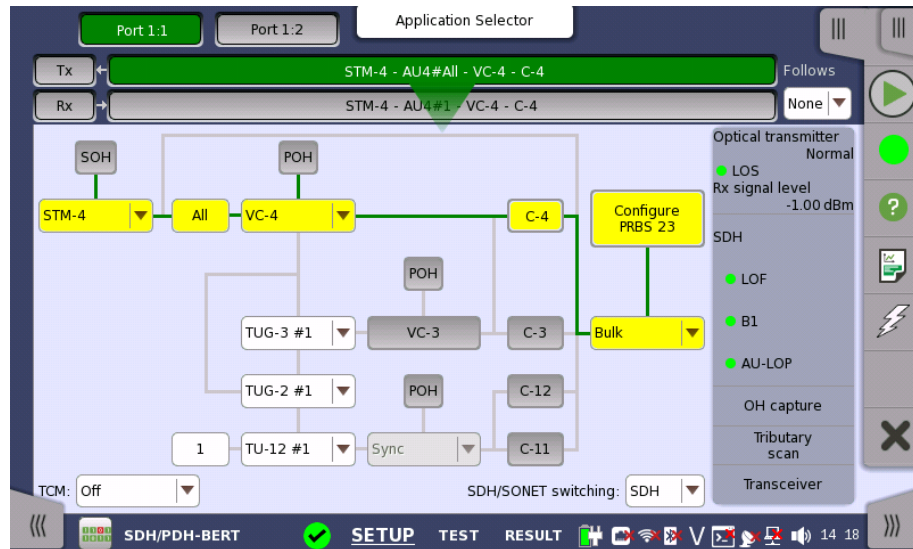 Port 1:1
Port 1:2
Application Selector
Tx
STM-4 - AU4#All - VC-4 - C-4
Follows
Rx
STM-4 - AU4#1 - VC-4 - C-4
None
SOH
POH
Optical transmitter
Normal
LOS
Rx signal level
-1.00 dBm
STM-4
All
VC-4
C-4
Configure
PRBS 23
SDH
POH
LOF
TUG-3 #1
VC-3
C-3
Bulk
B1
AU-LOP
TUG-2 #1
POH
C-12
OH capture
1
TU-12 #1
Sync
C-11
Tributary
scan
TCM:
Off
SDH/SONET switching:
SDH
Transceiver
SDH/PDH-BERT
SETUP
TEST
RESULT
V
14 18